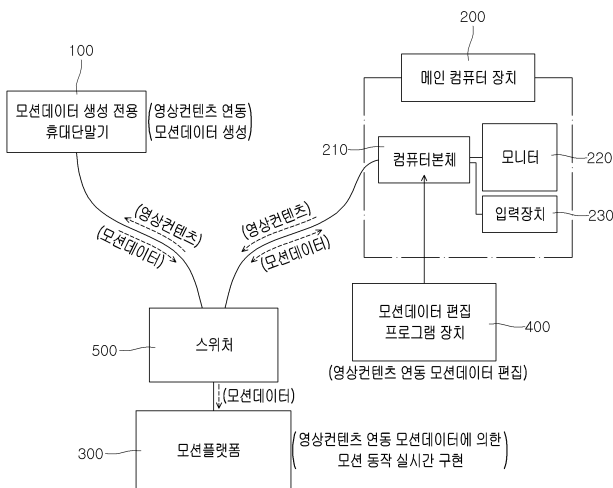 100
모션데이터 생성 전용
휴대단말기
(영상컨텐츠 연동
모션데이터 생성)
200
메인 컴퓨터 장치
210
컴퓨터본체
모니터
220
입력장치
230
(영상컨텐츠)
(모션데이터)
(영상컨텐츠)
(모션데이터)
모션데이터 편집
프로그램 장치
400
(영상컨텐츠 연동 모션데이터 편집)
500
스위처
(모션데이터)
300
모션플랫폼
(영상컨텐츠 연동 모션데이터에 의한
모션 동작 실시간 구현)